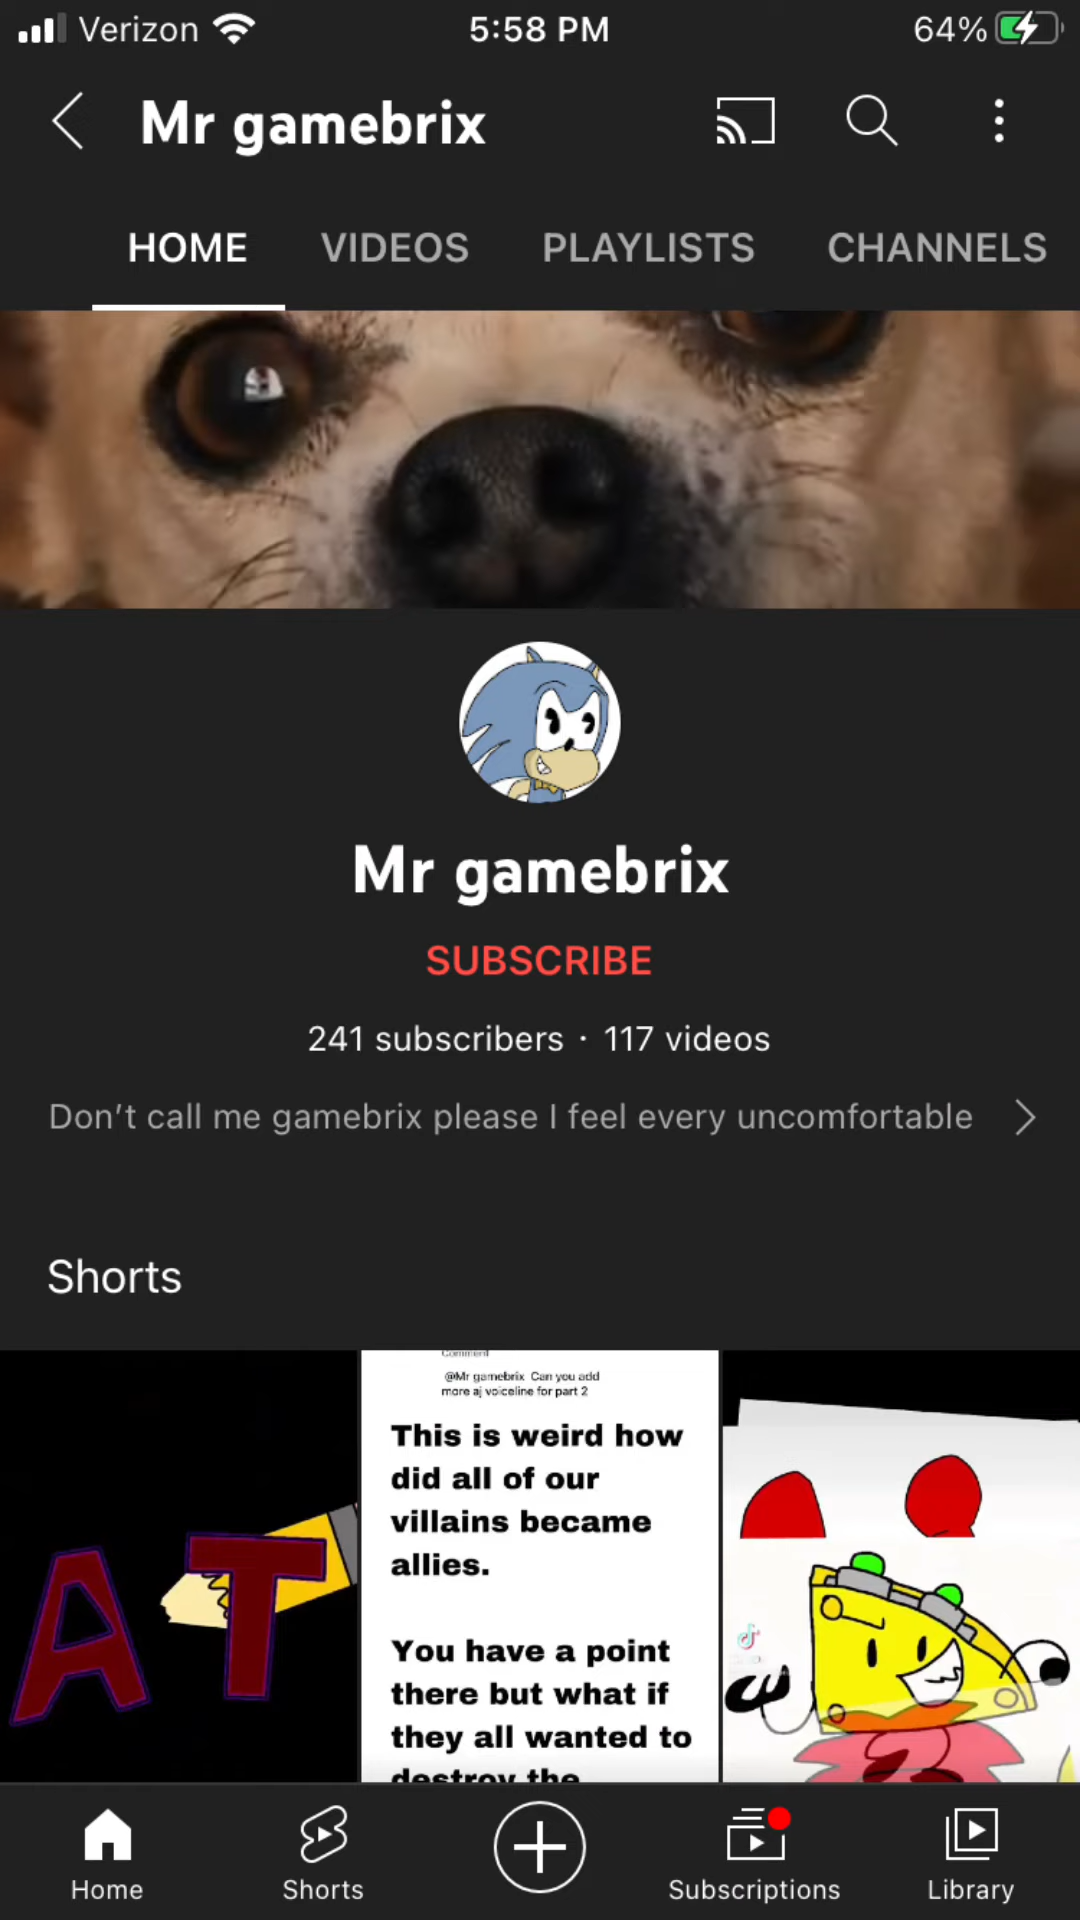 Verizon 5:58 PM 64%
Mr gamebrix
HOME VIDEOS PLAYLISTS CHANNELS
Mr gamebrix
SUBSCRIBE
241 subscribers · 117 videos
Don’t call me gamebrix please I feel every uncomfortable
Shorts
Comment
@Mr gamebrix Can you add
more aj voiceline for part 2
This is weird how
did all of our
villains became
allies.
You have a point
there but what if
they all wanted to
destroy the
A T
Home Shorts Subscriptions Library